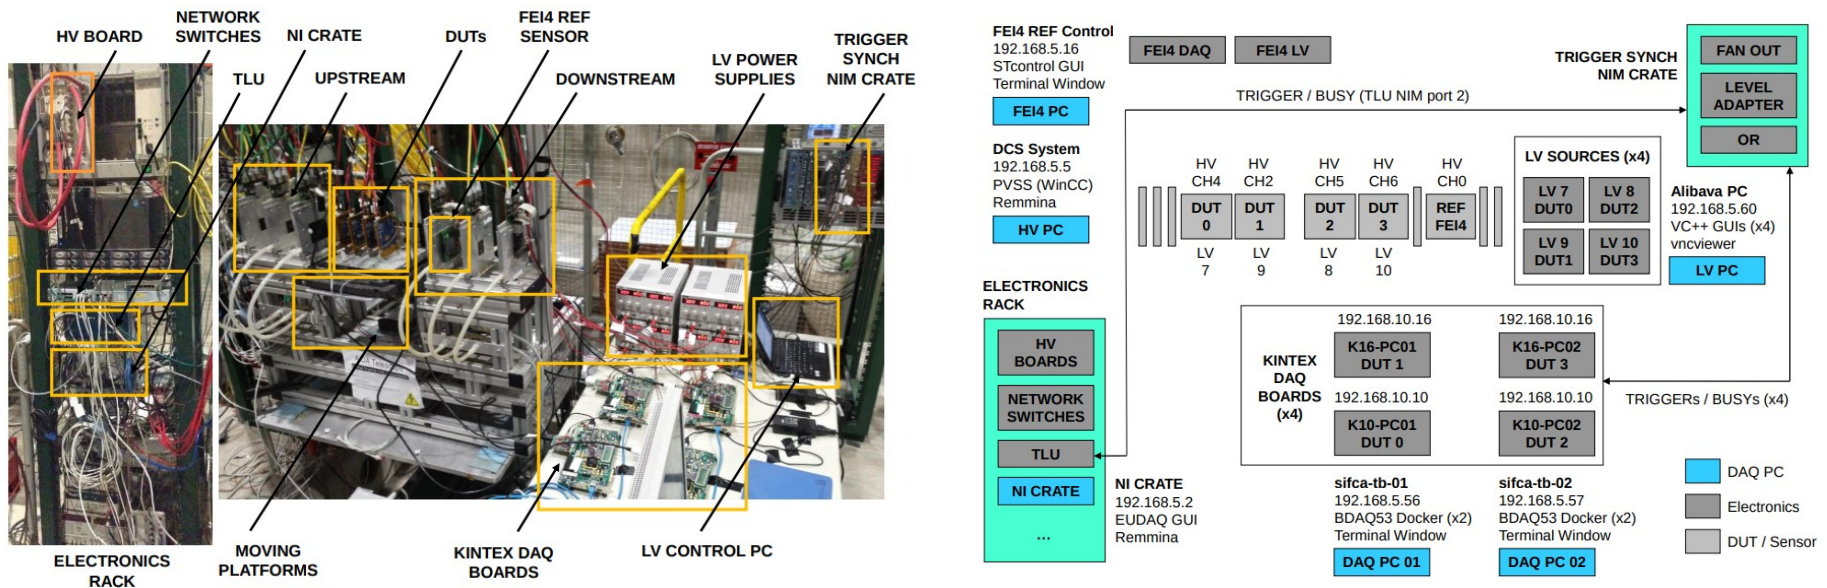 NETWORK
SWITCHES
HV BOARD
NI CRATE
TLU
UPSTREAM
DUTs
FEI4 REF
SENSOR
DOWNSTREAM
LV POWER
SUPPLIES
TRIGGER
SYNCH
NIM CRATE
ELECTRONICS
RACK
MOVING
PLATFORMS
KINTEX DAQ
BOARDS
LV CONTROL PC
FEI4 REF Control
192.168.5.16
STcontrol GUI
Terminal Window
FEI4 PC
FEI4 DAQ
FEI4 LV
TRIGGER SYNCH
NIM CRATE
FAN OUT
LEVEL
ADAPTER
OR
TRIGGER / BUSY (TLU NIM port 2)
DCS System
192.168.5.5
PVSS (WinCC)
Remmina
HV PC
HV
CH4
HV
CH2
HV
CH5
HV
CH6
HV
CH0
DUT
0
DUT
1
DUT
2
DUT
3
REF
FEI4
LV
7
LV
9
LV
8
LV
10
LV SOURCES (x4)
LV 7
DUT0
LV 8
DUT2
LV 9
DUT1
LV 10
DUT3
Alibava PC
192.168.5.60
VC++ GUIs (x4)
vncviewer
LV PC
ELECTRONICS
RACK
HV
BOARDS
NETWORK
SWITCHES
TLU
NI CRATE
...
NI CRATE
192.168.5.2
EUDAQ GUI
Remmina
KINTEX
DAQ
BOARDS
(x4)
192.168.10.16
K16-PC01
DUT 1
192.168.10.16
K16-PC02
DUT 3
192.168.10.10
K10-PC01
DUT 0
192.168.10.10
K10-PC02
DUT 2
TRIGGERs / BUSYs (x4)
sifca-tb-01
192.168.5.56
BDAQ53 Docker (x2)
Terminal Window
DAQ PC 01
sifca-tb-02
192.168.5.57
BDAQ53 Docker (x2)
Terminal Window
DAQ PC 02
DAQ PC
Electronics
DUT / Sensor